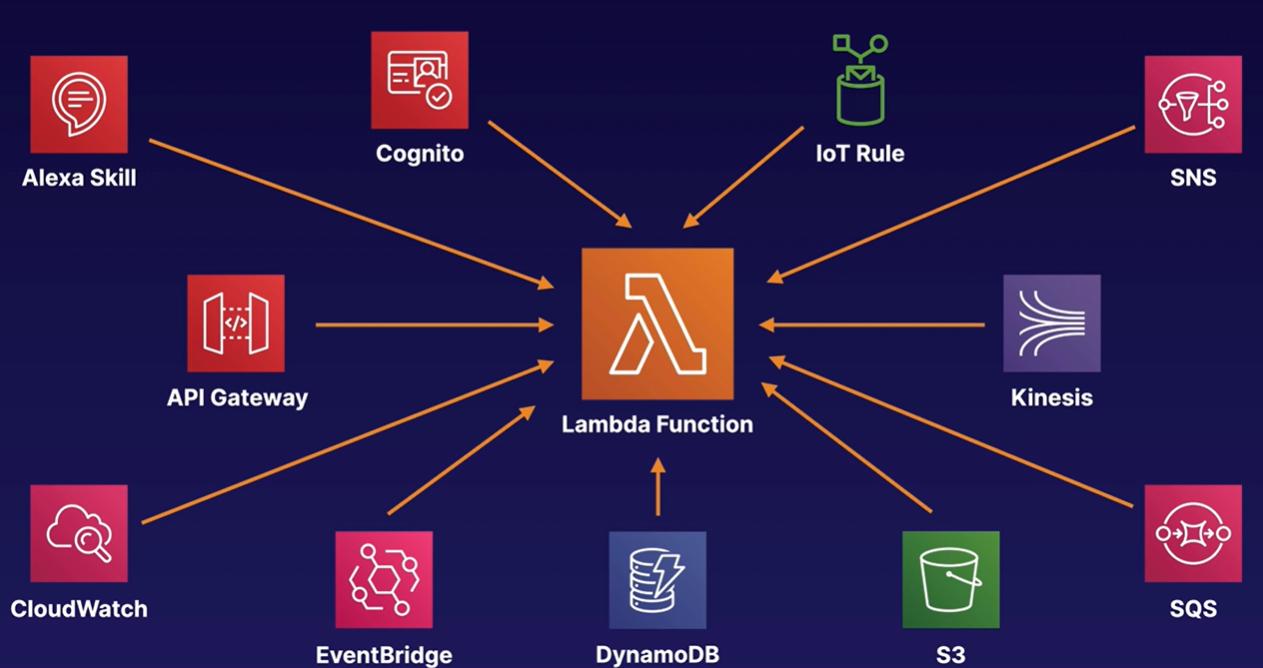 Cognito
IoT Rule
Alexa Skill
SNS
</>
API Gateway
Lambda Function
Kinesis
CloudWatch
SQS
EventBridge
DynamoDB
S3